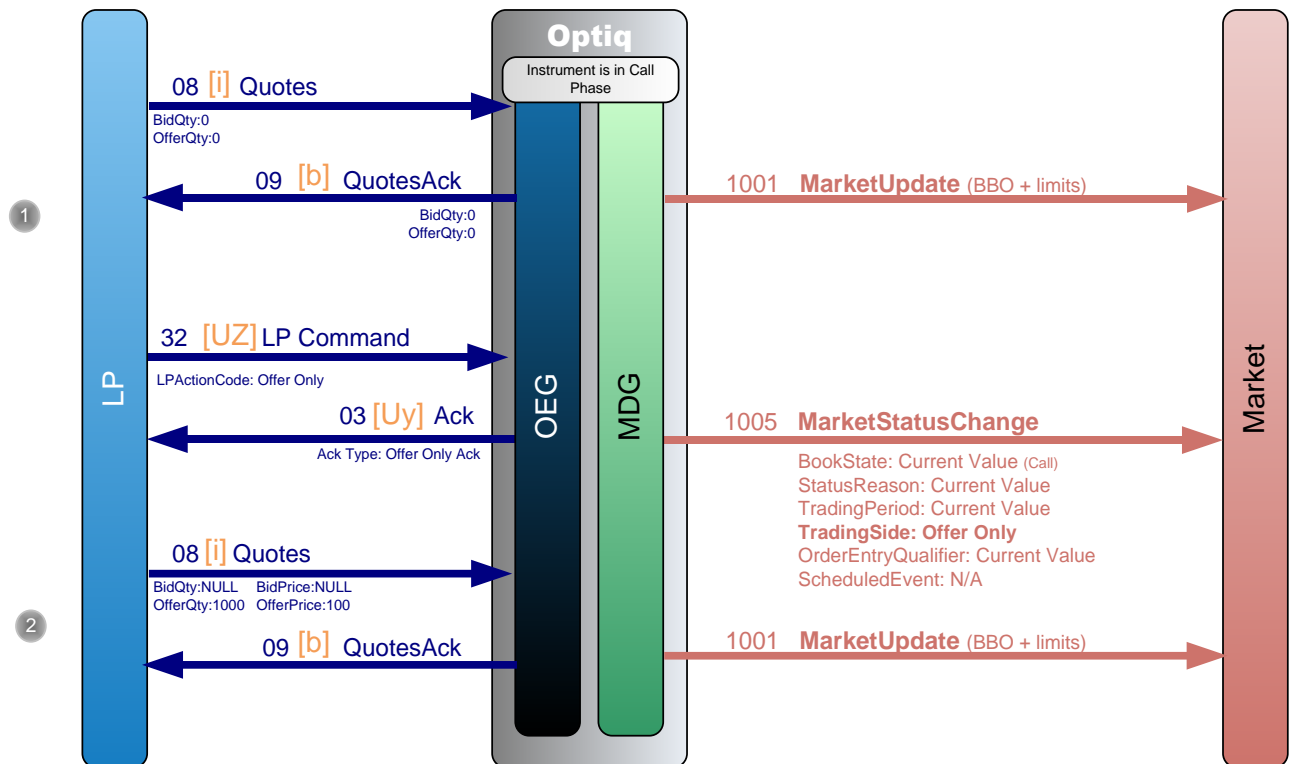 Optiq
Instrument is in Call
Phase
08 [i] Quotes
BidQty:0
OfferQty:0
09 [b] QuotesAck
BidQty:0
OfferQty:0
1001 MarketUpdate (BBO + limits)
1
32 [UZ] LP Command
LPActionCode: Offer Only
03 [Uy] Ack
Ack Type: Offer Only Ack
1005 MarketStatusChange
BookState: Current Value (Call)
StatusReason: Current Value
TradingPeriod: Current Value
TradingSide: Offer Only
OrderEntryQualifier: Current Value
ScheduledEvent: N/A
LP
OEG
MDG
Market
08 [i] Quotes
BidQty:NULL BidPrice:NULL
OfferQty:1000 OfferPrice:100
2
09 [b] QuotesAck
1001 MarketUpdate (BBO + limits)